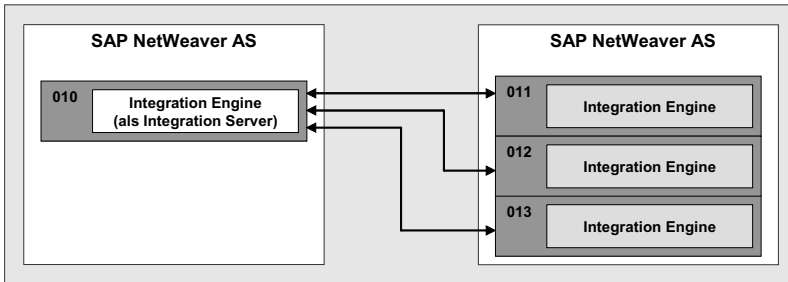 SAP NetWeaver AS
010
Integration Engine
(als Integration Server)
SAP NetWeaver AS
011
Integration Engine
012
Integration Engine
013
Integration Engine